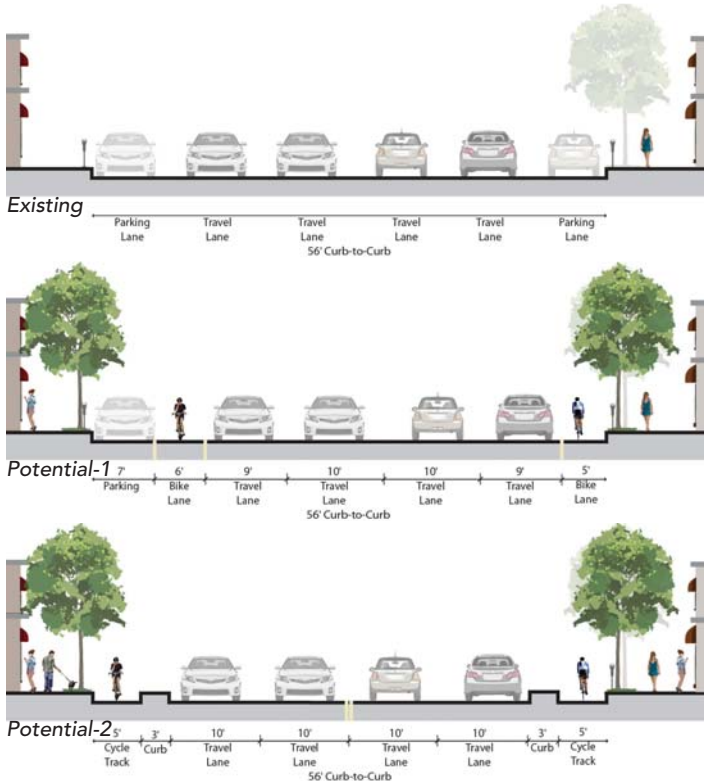 Existing
Parking Travel Travel Travel Travel Parking
Lane Lane Lane Lane Lane Lane
56' Curb-to-Curb
Potential-1
7' 6' 9' 10' 10' 9' 5'
Parking Bike Travel Travel Travel Travel Bike
Lane Lane Lane Lane Lane Lane
56' Curb-to-Curb
Potential-2
5' 3' 10' 10' 10' 10' 3' 5'
Cycle Curb Travel Travel Travel Travel Curb Cycle
Track Lane Lane Lane Lane Track
56' Curb-to-Curb